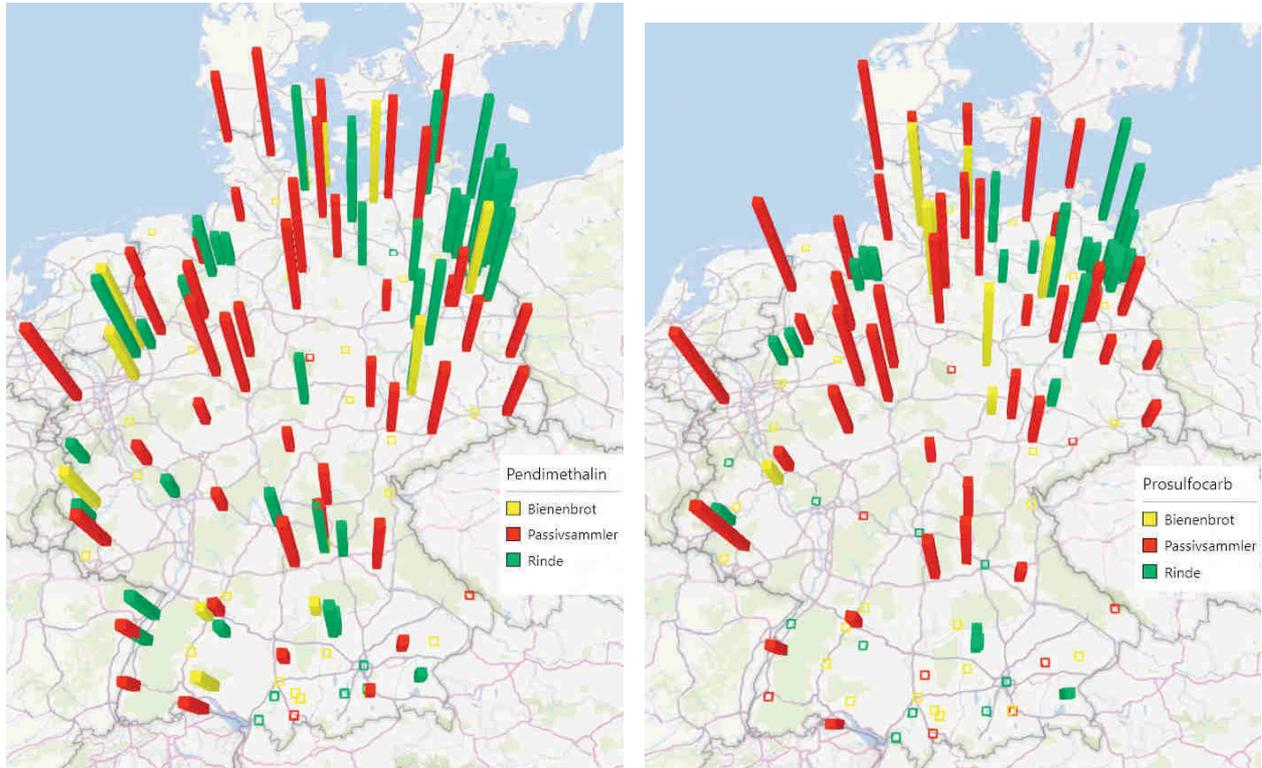 Pendimethalin
Bienenbrot
Passivsammler
Rinde
Prosulfocarb
Bienenbrot
Passivsammler
Rinde